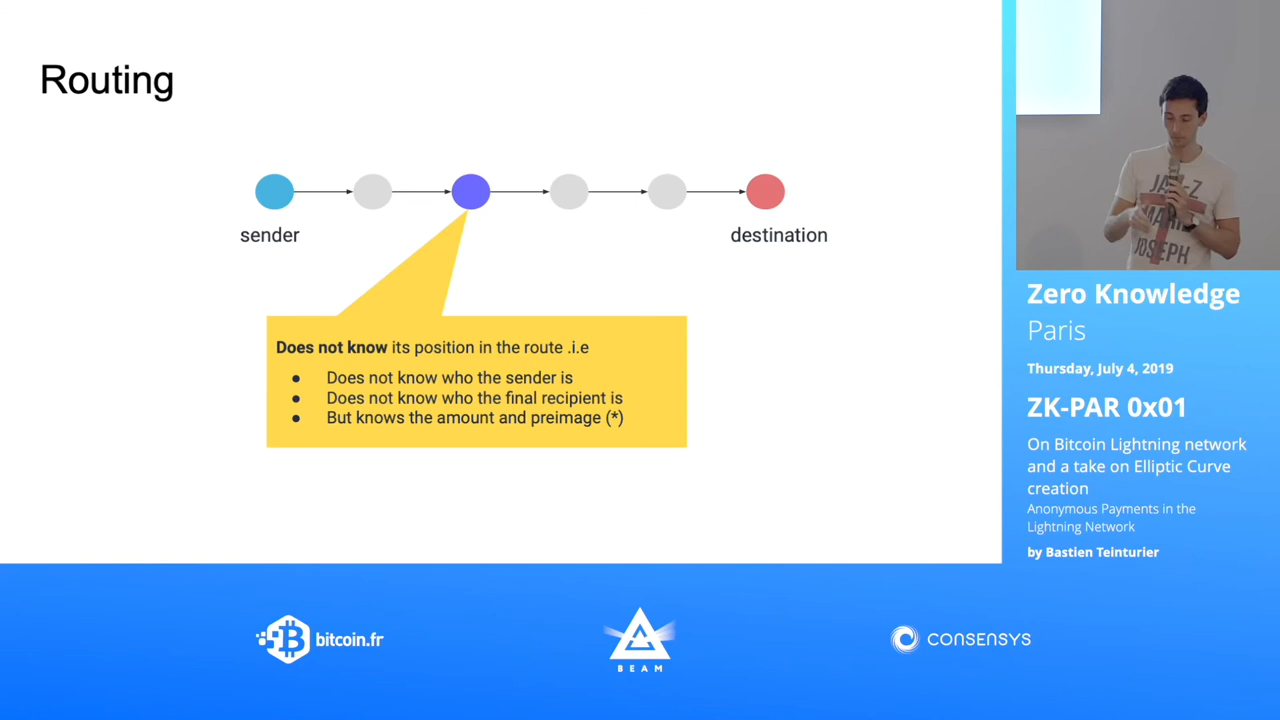 Routing
sender
destination
Does not know its position in the route .i.e
● Does not know who the sender is
● Does not know who the final recipient is
● But knows the amount and preimage (*)
JAY-Z
MARIE
JOSEPH
Zero Knowledge
Paris
Thursday, July 4, 2019
ZK-PAR 0x01
On Bitcoin Lightning network
and a take on Elliptic Curve
creation
Anonymous Payments in the
Lightning Network
by Bastien Teinturier
bitcoin.fr
BEAM
CONSENSYS